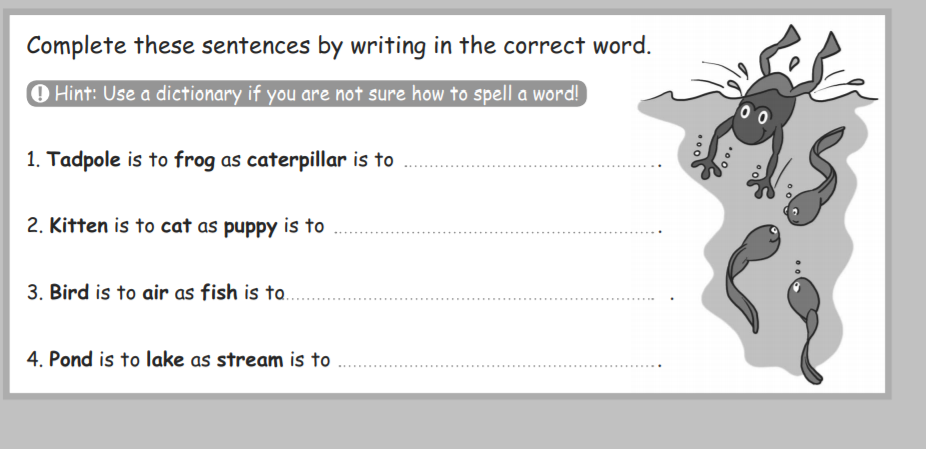 Complete these sentences by writing in the correct word.
! Hint: Use a dictionary if you are not sure how to spell a word!
1. Tadpole is to frog as caterpillar is to ........................................ .
2. Kitten is to cat as puppy is to ........................................ .
3. Bird is to air as fish is to ........................................ .
4. Pond is to lake as stream is to ........................................ .